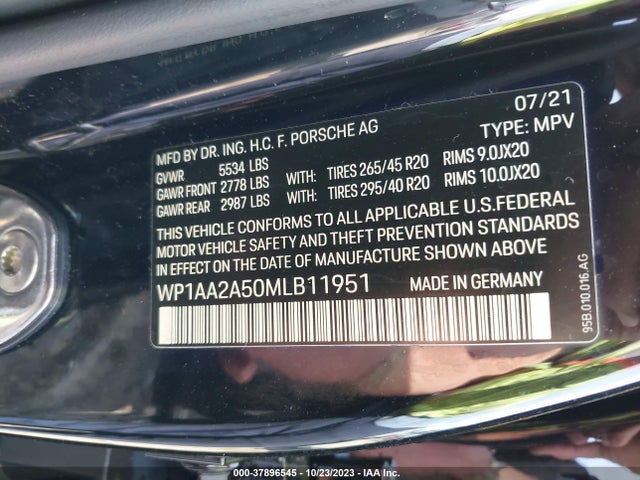 07/21
MFD BY DR. ING. H.C. F. PORSCHE AG TYPE: MPV
GVWR 5534 LBS
GAWR FRONT 2778 LBS WITH: TIRES 265/45 R20 RIMS 9.0JX20
GAWR REAR 2987 LBS WITH: TIRES 295/40 R20 RIMS 10.0JX20
THIS VEHICLE CONFORMS TO ALL APPLICABLE U.S.FEDERAL
MOTOR VEHICLE SAFETY AND THEFT PREVENTION STANDARDS
IN EFFECT ON THE DATE OF MANUFACTURE SHOWN ABOVE
WP1AA2A50MLB11951 MADE IN GERMANY
95B.010.016.AG
BRANCH • 10/23/2023 • IAA Inc.